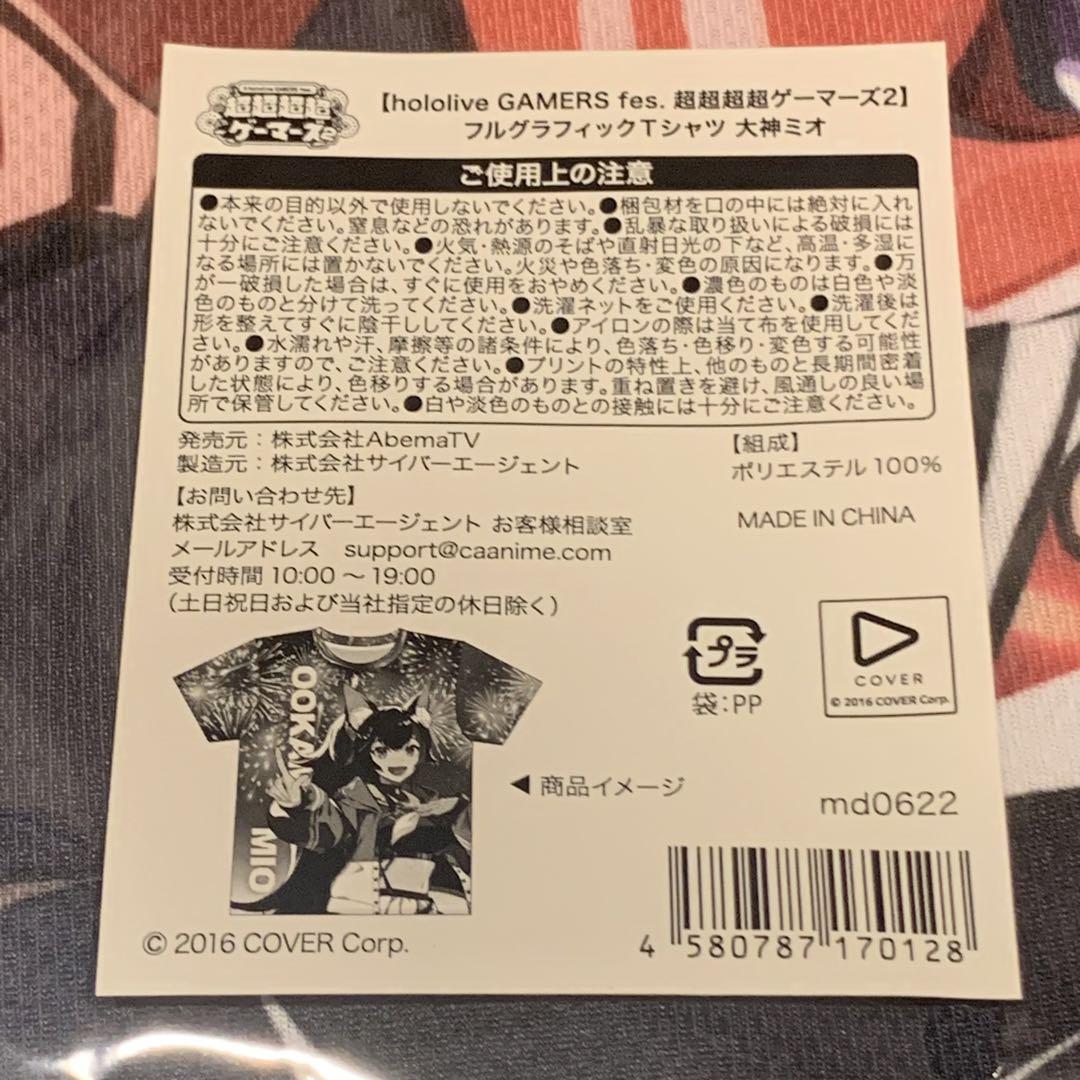 hololive GAMERS fes.
超超超超
ゲーマーズ2
【hololive GAMERS fes. 超超超超ゲーマーズ2】
フルグラフィックTシャツ 大神ミオ
ご使用上の注意
●本来の目的以外で使用しないでください。●梱包材を口の中には絶対に入れ
ないでください。窒息などの恐れがあります。●乱暴な取り扱いによる破損には
十分にご注意ください。●火気・熱源のそばや直射日光の下など、高温・多湿に
なる場所には置かないでください。火災や色落ち・変色の原因になります。●万
が一破損した場合は、すぐに使用をおやめください。●濃色のものは白色や淡
色のものと分けて洗ってください。●洗濯ネットをご使用ください。●洗濯後は
形を整えてすぐに陰干ししてください。●アイロンの際は当て布を使用してくだ
さい。●水濡れや汗、摩擦等の諸条件により、色落ち・色移り・変色する可能性
がありますので、ご注意ください。●プリントの特性上、他のものと長期間密着
した状態により、色移りする場合があります。重ね置きを避け、風通しの良い場
所で保管してください。●白や淡色のものとの接触には十分にご注意ください。
発売元：株式会社AbemaTV
製造元：株式会社サイバーエージェント
【組成】
ポリエステル 100%
【お問い合わせ先】
株式会社サイバーエージェント お客様相談室
メールアドレス support@caanime.com
受付時間 10:00 ～ 19:00
(土日祝日および当社指定の休日除く)
MADE IN CHINA
プラ
袋：PP
COVER
© 2016 COVER Corp.
OOKAMI MIO
◀ 商品イメージ
md0622
© 2016 COVER Corp.
4 580787 170128